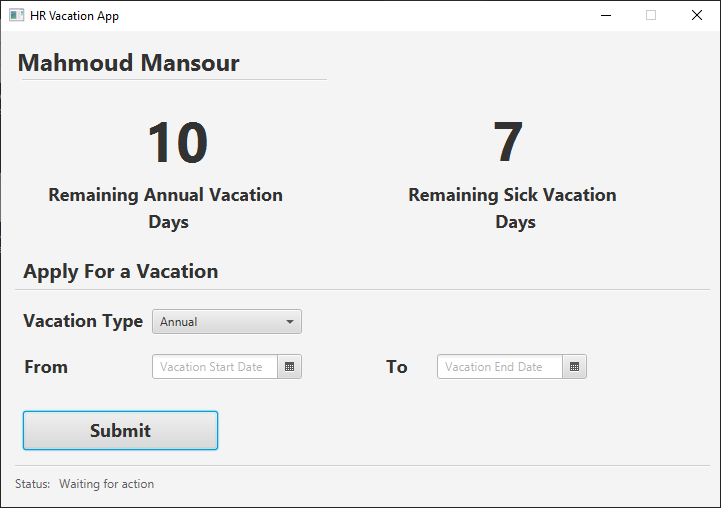 HR Vacation App
Mahmoud Mansour
10
7
Remaining Annual Vacation
Days
Remaining Sick Vacation
Days
Apply For a Vacation
Vacation Type Annual
From Vacation Start Date To Vacation End Date
Submit
Status: Waiting for action